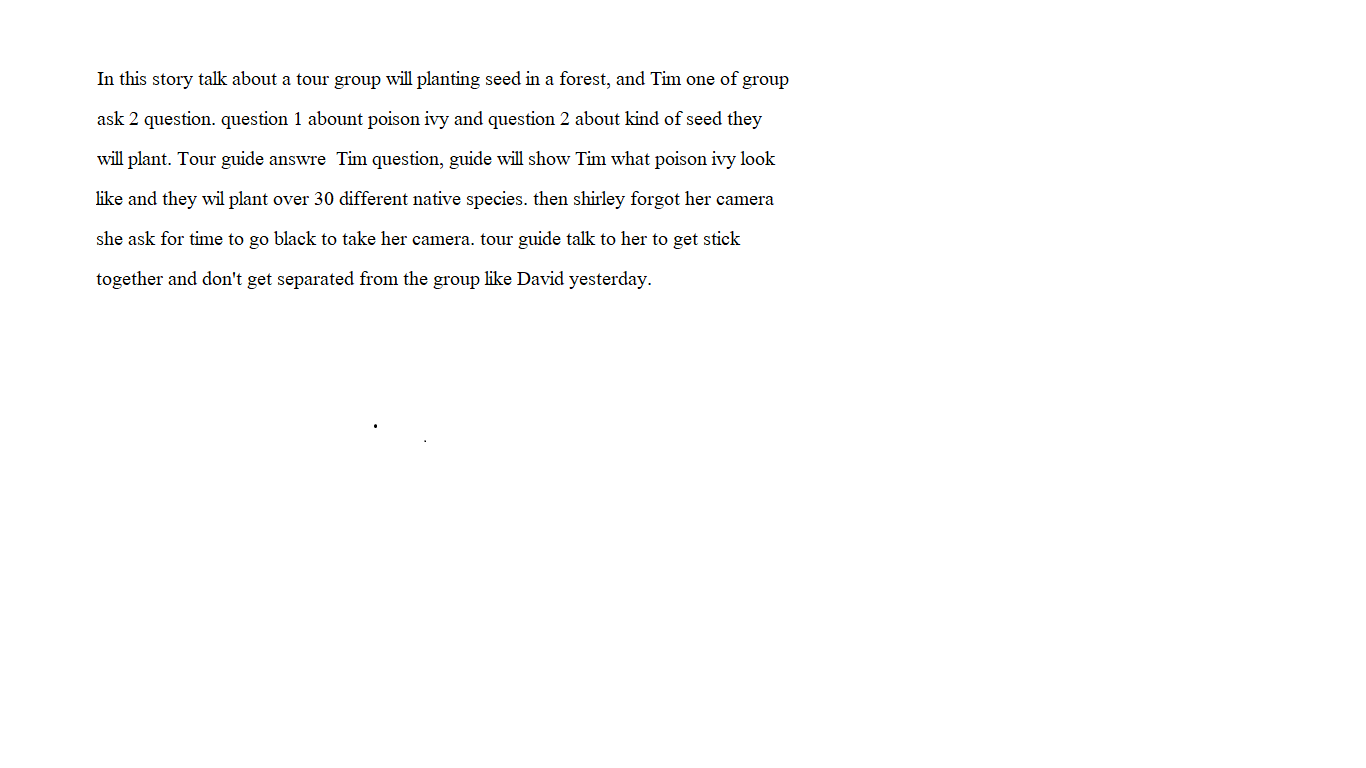 In this story talk about a tour group will planting seed in a forest, and Tim one of group
ask 2 question. question 1 abount poison ivy and question 2 about kind of seed they
will plant. Tour guide answre  Tim question, guide will show Tim what poison ivy look
like and they wil plant over 30 different native species. then shirley forgot her camera
she ask for time to go black to take her camera. tour guide talk to her to get stick
together and don't get separated from the group like David yesterday.